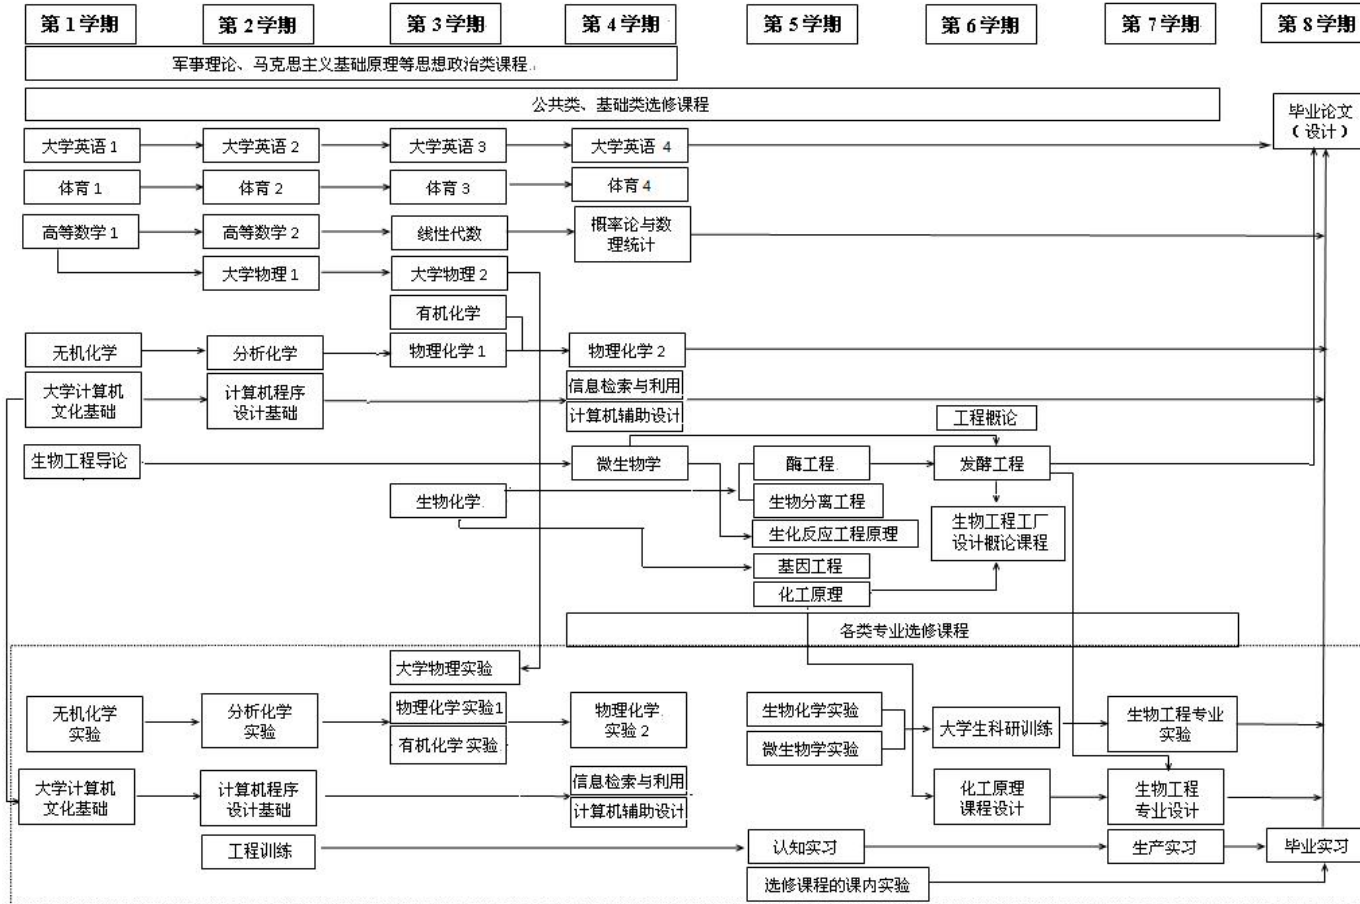 第1学期
第2学期
第3学期
第4学期
第5学期
第6学期
第7学期
第8学期
军事理论、马克思主义基础原理等思想政治类课程.
公共类、基础类选修课程
毕业论文
(设计)
大学英语1
大学英语2
大学英语3
大学英语 4
体育1
体育2
体育3
体育4
高等数学1
高等数学2
线性代数
概率论与数
理统计
大学物理1
大学物理2
有机化学
无机化学
分析化学
物理化学1
物理化学2
大学计算机
文化基础
计算机程序
设计基础
信息检索与利用
计算机辅助设计
工程概论
生物工程导论
微生物学
酶工程
发酵工程
生物化学
生物分离工程
生化反应工程原理
生物工程工厂
设计概论课程
基因工程
化工原理
各类专业选修课程
大学物理实验
无机化学
实验
分析化学
实验
物理化学实验1
有机化学实验
物理化学
实验2
生物化学实验
微生物学实验
大学生科研训练
生物工程专业
实验
大学计算机
文化基础
计算机程序
设计基础
信息检索与利用
计算机辅助设计
化工原理
课程设计
生物工程
专业设计
工程训练
认知实习
生产实习
毕业实习
选修课程的课内实验